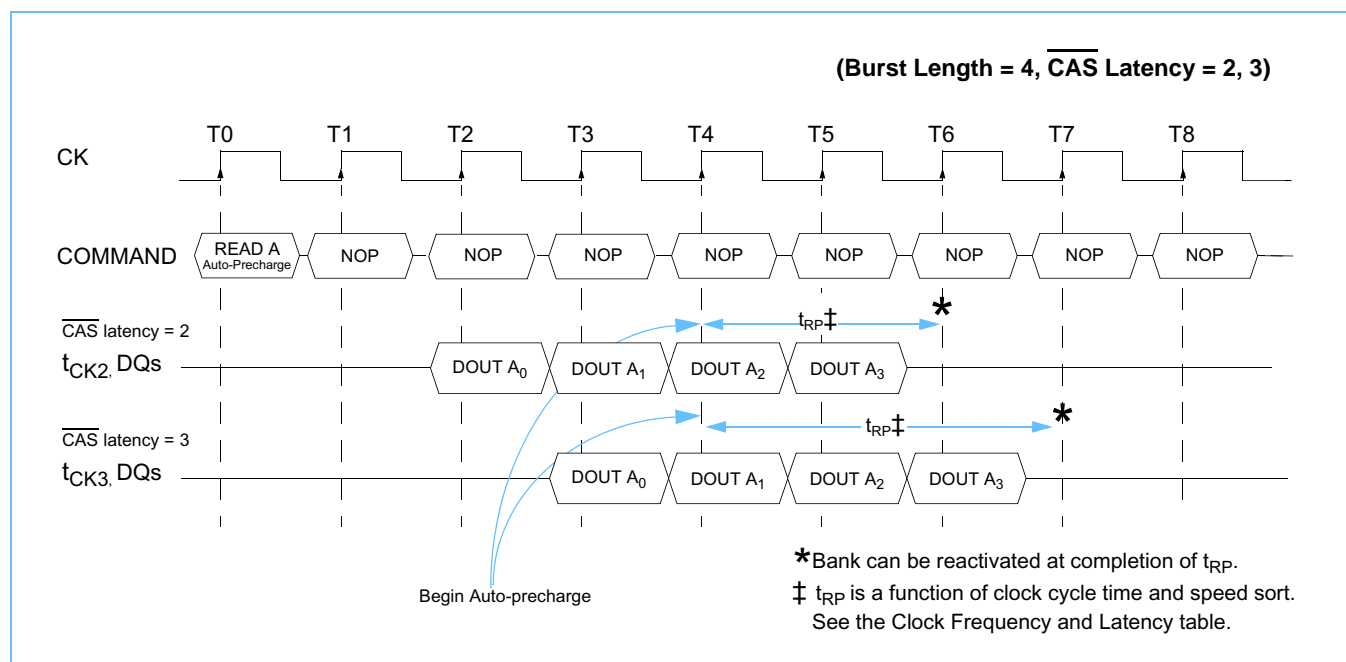 (Burst Length = 4, CAS Latency = 2, 3)
T0 T1 T2 T3 T4 T5 T6 T7 T8
CK
COMMAND
READ A
Auto-Precharge
NOP NOP NOP NOP NOP NOP NOP NOP
CAS latency = 2
tRP‡
*
tCK2, DQs
DOUT A0 DOUT A1 DOUT A2 DOUT A3
CAS latency = 3
tRP‡
*
tCK3, DQs
DOUT A0 DOUT A1 DOUT A2 DOUT A3
Begin Auto-precharge
*Bank can be reactivated at completion of tRP.
‡ tRP is a function of clock cycle time and speed sort.
See the Clock Frequency and Latency table.